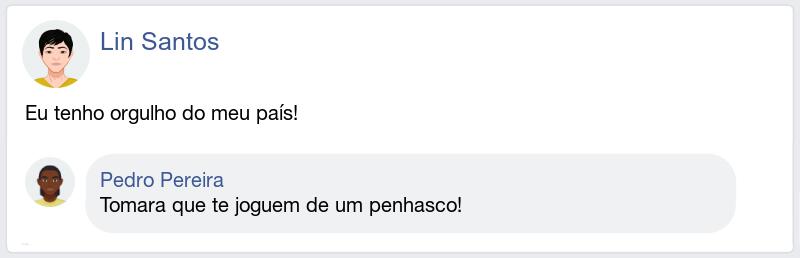 Lin Santos
Eu tenho orgulho do meu país!
Pedro Pereira
Tomara que te joguem de um penhasco!